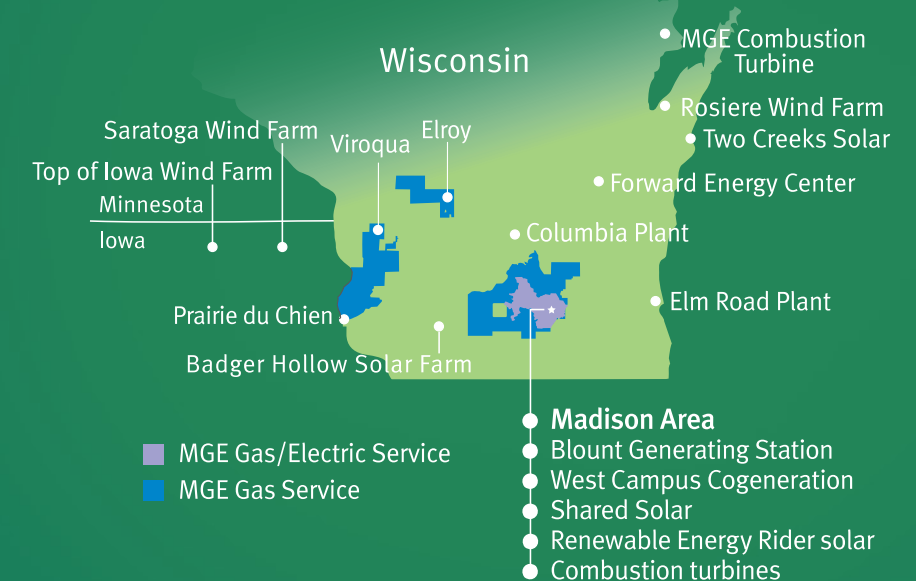 MGE Combustion
Turbine
Wisconsin
Rosiere Wind Farm
Saratoga Wind Farm
Viroqua
Elroy
Two Creeks Solar
Top of Iowa Wind Farm
Forward Energy Center
Minnesota
Iowa
Columbia Plant
Prairie du Chien
Elm Road Plant
Badger Hollow Solar Farm
MGE Gas/Electric Service
MGE Gas Service
Madison Area
Blount Generating Station
West Campus Cogeneration
Shared Solar
Renewable Energy Rider solar
Combustion turbines